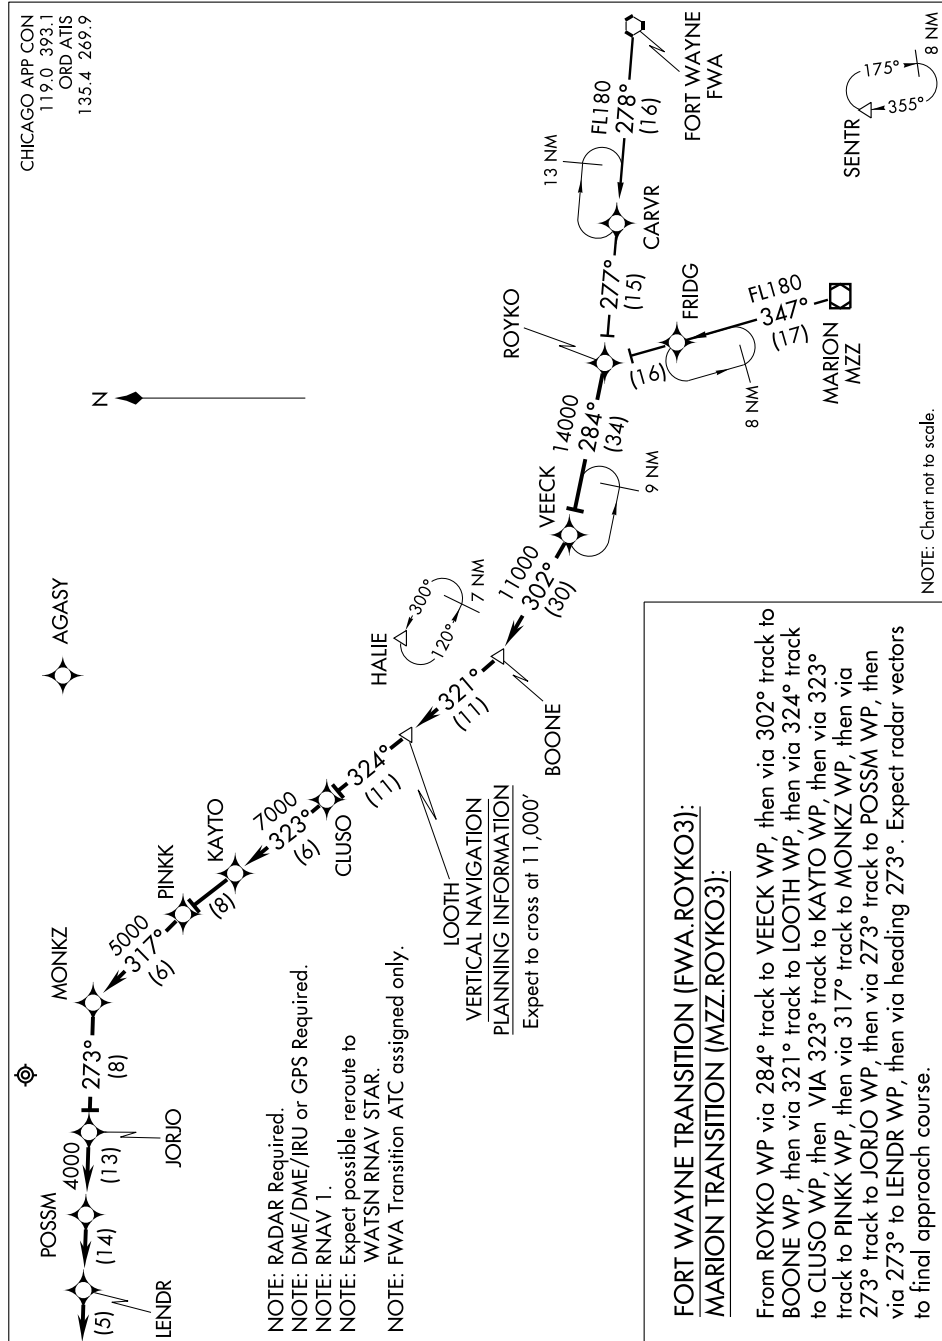 CHICAGO APP CON
119.0 393.1
ORD ATIS
135.4 269.9
N
AGASY
FORT WAYNE
FWA
FL180
278°
(16)
13 NM
CARVR
277°
(15)
ROYKO
SENTR
175°
355°
8 NM
FRIDG
FL180
347°
(17)
(16)
8 NM
MARION
MZZ
14000
284°
(34)
VEECK
9 NM
11000
302°
(30)
HALIE
300°
120°
7 NM
BOONE
321°
(11)
LOOTH
VERTICAL NAVIGATION
PLANNING INFORMATION
Expect to cross at 11,000'
324°
(11)
CLUSO
7000
323°
(6)
KAYTO
(8)
PINKK
5000
317°
(6)
MONKZ
273°
(8)
JORJO
4000
(13)
POSSM
(14)
LENDR
(5)
NOTE: RADAR Required.
NOTE: DME/DME/IRU or GPS Required.
NOTE: RNAV 1.
NOTE: Expect possible reroute to
WATSN RNAV STAR.
NOTE: FWA Transition ATC assigned only.
NOTE: Chart not to scale.
FORT WAYNE TRANSITION (FWA.ROYKO3):
MARION TRANSITION (MZZ.ROYKO3):
From ROYKO WP via 284° track to VEECK WP, then via 302° track to
BOONE WP, then via 321° track to LOOTH WP, then via 324° track
to CLUSO WP, then VIA 323° track to KAYTO WP, then via 323°
track to PINKK WP, then via 317° track to MONKZ WP, then via
273° track to JORJO WP, then via 273° track to POSSM WP, then
via 273° to LENDR WP, then via heading 273°. Expect radar vectors
to final approach course.